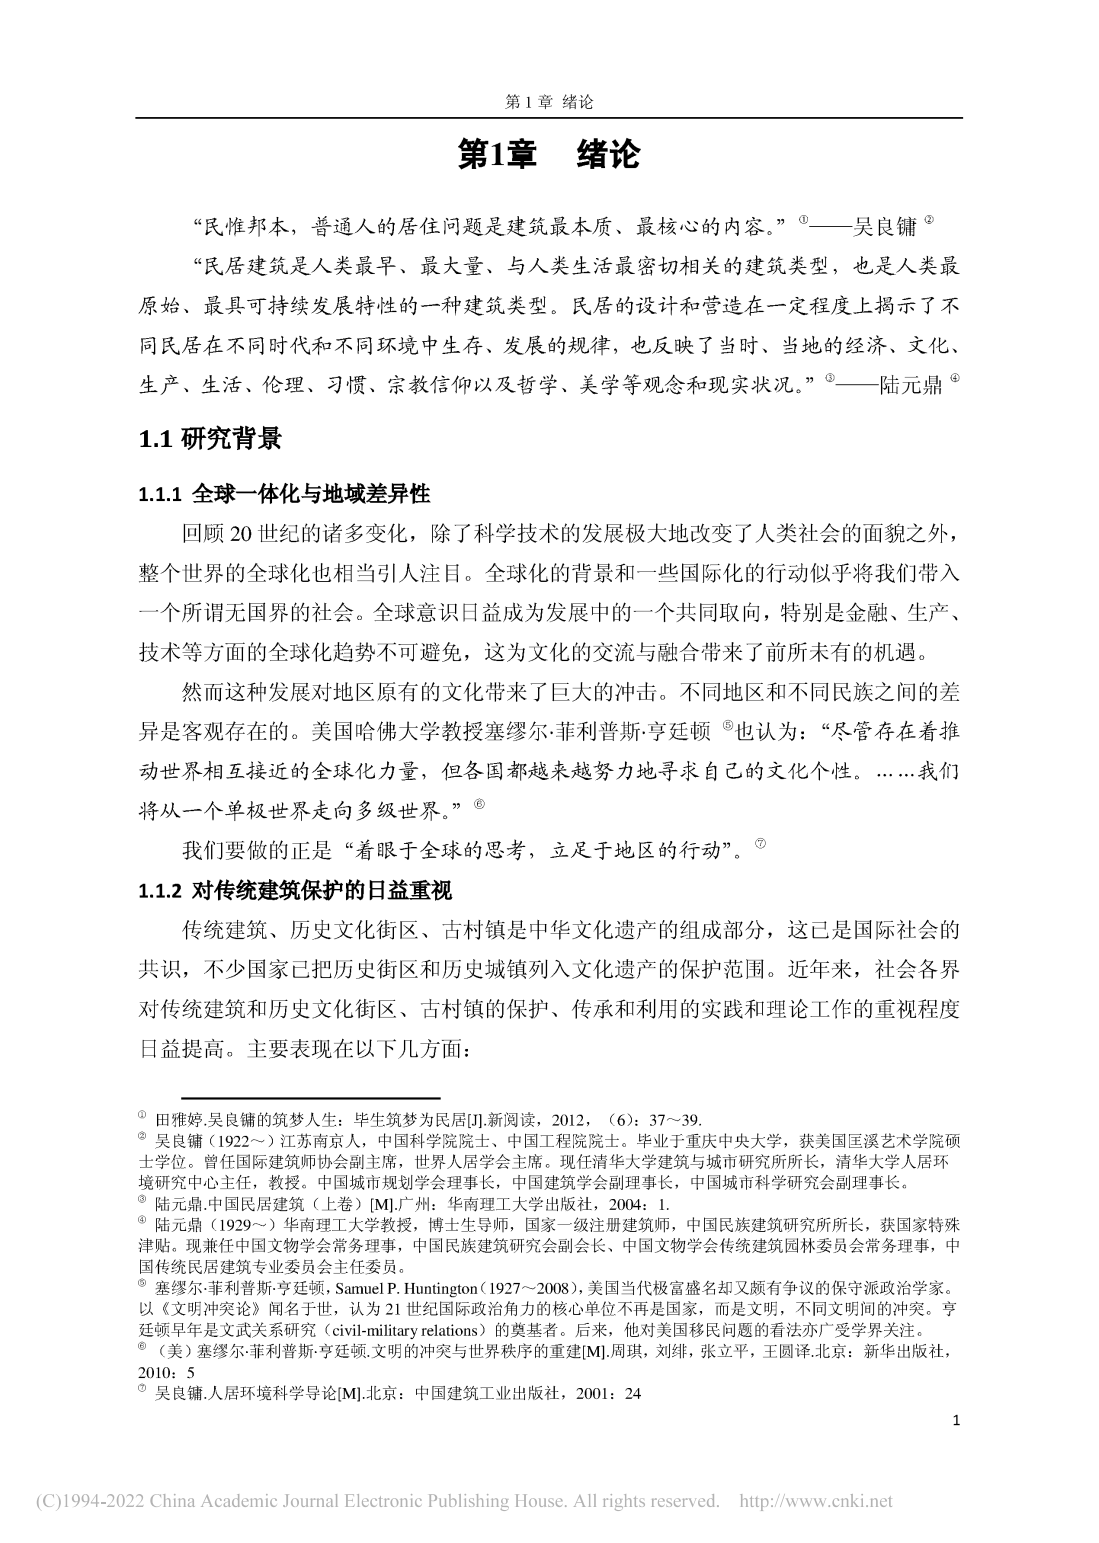 第 1 章 绪论
第1章 绪论
“民惟邦本，普通人的居住问题是建筑最本质、最核心的内容。”①——吴良镛②
“民居建筑是人类最早、最大量、与人类生活最密切相关的建筑类型，也是人类最
原始、最具可持续发展特性的一种建筑类型。民居的设计和营造在一定程度上揭示了不
同民居在不同时代和不同环境中生存、发展的规律，也反映了当时、当地的经济、文化、
生产、生活、伦理、习惯、宗教信仰以及哲学、美学等观念和现实状况。”③——陆元鼎④
1.1 研究背景
1.1.1 全球一体化与地域差异性
回顾 20 世纪的诸多变化，除了科学技术的发展极大地改变了人类社会的面貌之外，
整个世界的全球化也相当引人注目。全球化的背景和一些国际化的行动似乎将我们带入
一个所谓无国界的社会。全球意识日益成为发展中的一个共同取向，特别是金融、生产、
技术等方面的全球化趋势不可避免，这为文化的交流与融合带来了前所未有的机遇。
然而这种发展对地区原有的文化带来了巨大的冲击。不同地区和不同民族之间的差
异是客观存在的。美国哈佛大学教授塞缪尔·菲利普斯·亨廷顿⑤也认为：“尽管存在着推
动世界相互接近的全球化力量，但各国都越来越努力地寻求自己的文化个性。……我们
将从一个单极世界走向多级世界。”⑥
我们要做的正是“着眼于全球的思考，立足于地区的行动”。⑦
1.1.2 对传统建筑保护的日益重视
传统建筑、历史文化街区、古村镇是中华文化遗产的组成部分，这已是国际社会的
共识，不少国家已把历史街区和历史城镇列入文化遗产的保护范围。近年来，社会各界
对传统建筑和历史文化街区、古村镇的保护、传承和利用的实践和理论工作的重视程度
日益提高。主要表现在以下几方面：
① 田雅婷.吴良镛的筑梦人生：毕生筑梦为民居[J].新阅读，2012，（6）：37～39.
② 吴良镛（1922～）江苏南京人，中国科学院院士、中国工程院院士。毕业于重庆中央大学，获美国匡溪艺术学院硕
士学位。曾任国际建筑师协会副主席，世界人居学会主席。现任清华大学建筑与城市研究所所长，清华大学人居环
境研究中心主任，教授。中国城市规划学会理事长，中国建筑学会副理事长，中国城市科学研究会副理事长。
③ 陆元鼎.中国民居建筑（上卷）[M].广州：华南理工大学出版社，2004：1.
④ 陆元鼎（1929～）华南理工大学教授，博士生导师，国家一级注册建筑师，中国民族建筑研究所所长，获国家特殊
津贴。现兼任中国文物学会常务理事，中国民族建筑研究会副会长、中国文物学会传统建筑园林委员会常务理事，中
国传统民居建筑专业委员会主任委员。
⑤ 塞缪尔·菲利普斯·亨廷顿，Samuel P. Huntington（1927～2008），美国当代极富盛名却又颇有争议的保守派政治学家。
以《文明冲突论》闻名于世，认为 21 世纪国际政治角力的核心单位不再是国家，而是文明，不同文明间的冲突。亨
廷顿早年是文武关系研究（civil-military relations）的奠基者。后来，他对美国移民问题的看法亦广受学界关注。
⑥ （美）塞缪尔·菲利普斯·亨廷顿.文明的冲突与世界秩序的重建[M].周琪，刘绯，张立平，王圆译.北京：新华出版社，
2010：5
⑦ 吴良镛.人居环境科学导论[M].北京：中国建筑工业出版社，2001：24
1
(C)1994-2022 China Academic Journal Electronic Publishing House. All rights reserved. http://www.cnki.net